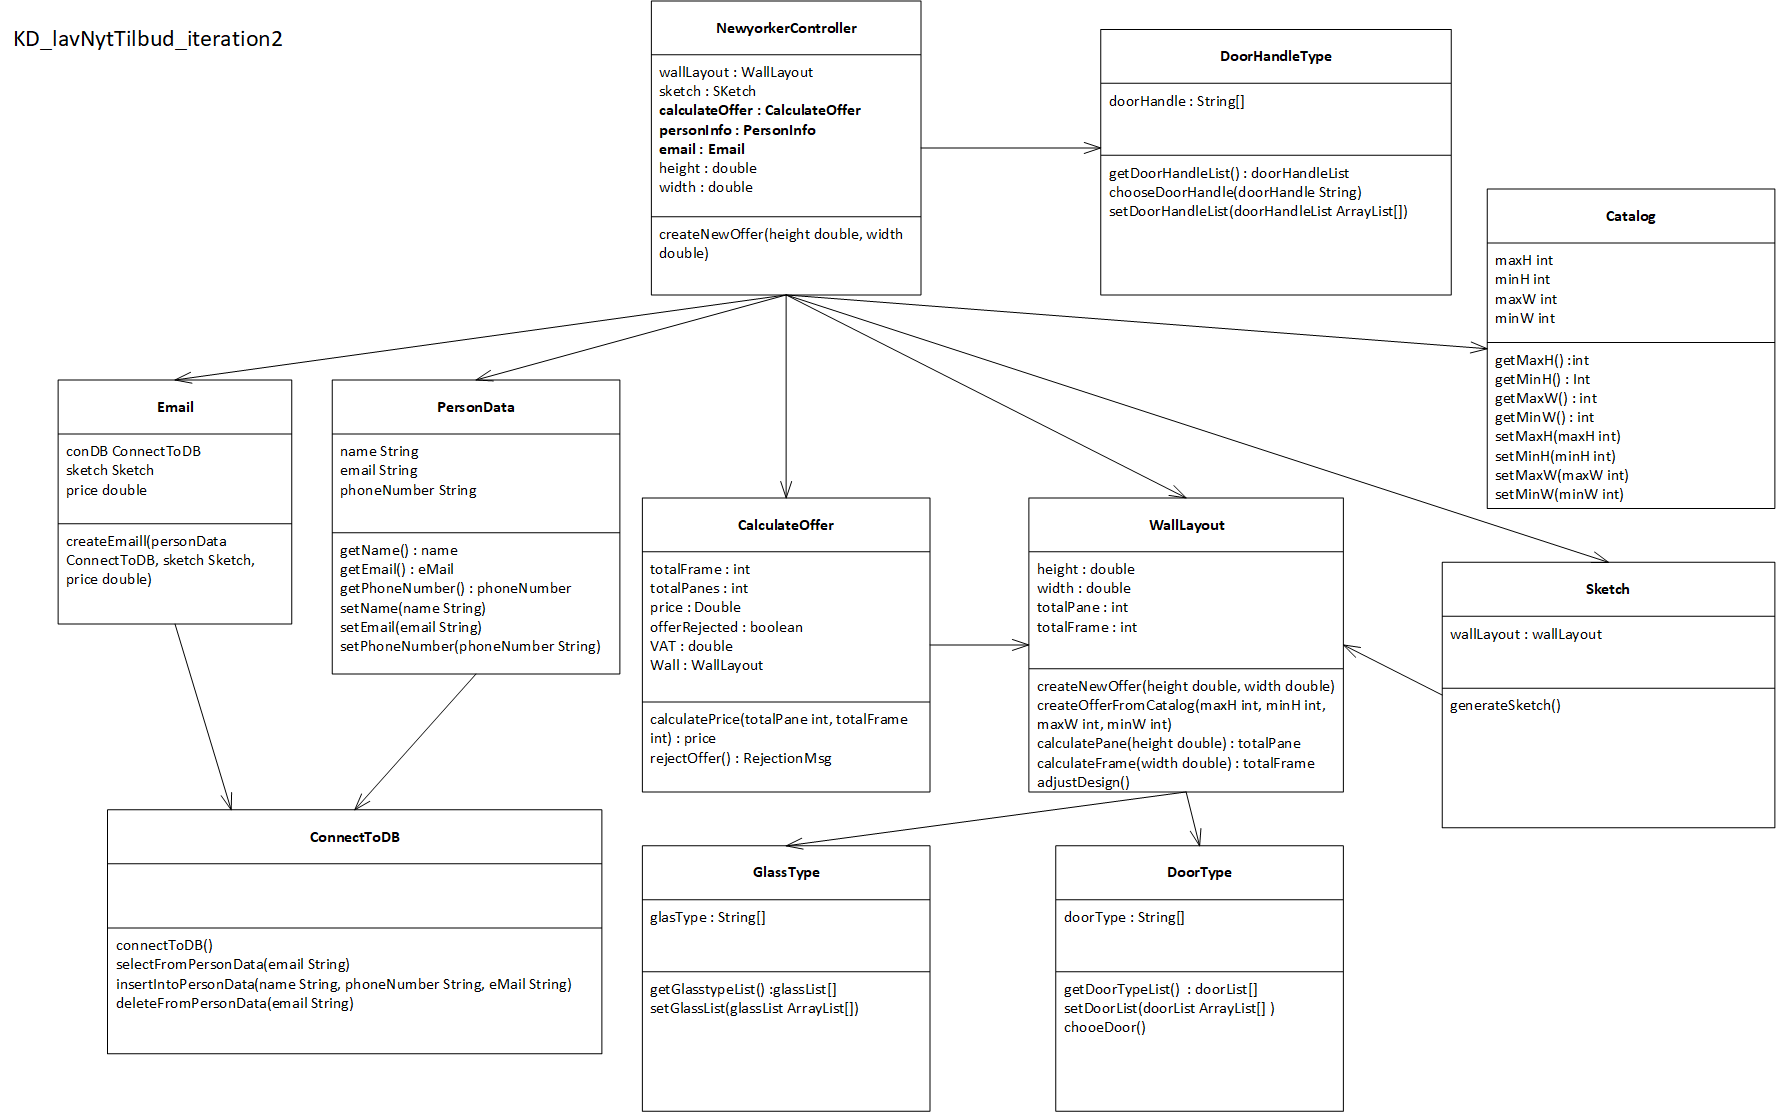 KD_lavNytTilbud_iteration2
NewyorkerController
wallLayout : WallLayout
sketch : SKetch
calculateOffer : CalculateOffer
personInfo : PersonInfo
email : Email
height : double
width : double
createNewOffer(height double, width
double)
DoorHandleType
doorHandle : String[]
getDoorHandleList() : doorHandleList
chooseDoorHandle(doorHandle String)
setDoorHandleList(doorHandleList ArrayList[])
Catalog
maxH int
minH int
maxW int
minW int
getMaxH() :int
getMinH() : Int
getMaxW() : int
getMinW() : int
setMaxH(maxH int)
setMinH(minH int)
setMaxW(maxW int)
setMinW(minW int)
Email
conDB ConnectToDB
sketch Sketch
price double
createEmaill(personData
ConnectToDB, sketch Sketch,
price double)
PersonData
name String
email String
phoneNumber String
getName() : name
getEmail() : eMail
getPhoneNumber() : phoneNumber
setName(name String)
setEmail(email String)
setPhoneNumber(phoneNumber String)
CalculateOffer
totalFrame : int
totalPanes : int
price : Double
offerRejected : boolean
VAT : double
Wall : WallLayout
calculatePrice(totalPane int, totalFrame
int) : price
rejectOffer() : RejectionMsg
WallLayout
height : double
width : double
totalPane : int
totalFrame : int
createNewOffer(height double, width double)
createOfferFromCatalog(maxH int, minH int,
maxW int, minW int)
calculatePane(height double) : totalPane
calculateFrame(width double) : totalFrame
adjustDesign()
Sketch
wallLayout : wallLayout
generateSketch()
ConnectToDB
connectToDB()
selectFromPersonData(email String)
insertIntoPersonData(name String, phoneNumber String, eMail String)
deleteFromPersonData(email String)
GlassType
glasType : String[]
getGlasstypeList() :glassList[]
setGlassList(glassList ArrayList[])
DoorType
doorType : String[]
getDoorTypeList()  : doorList[]
setDoorList(doorList ArrayList[] )
chooeDoor()